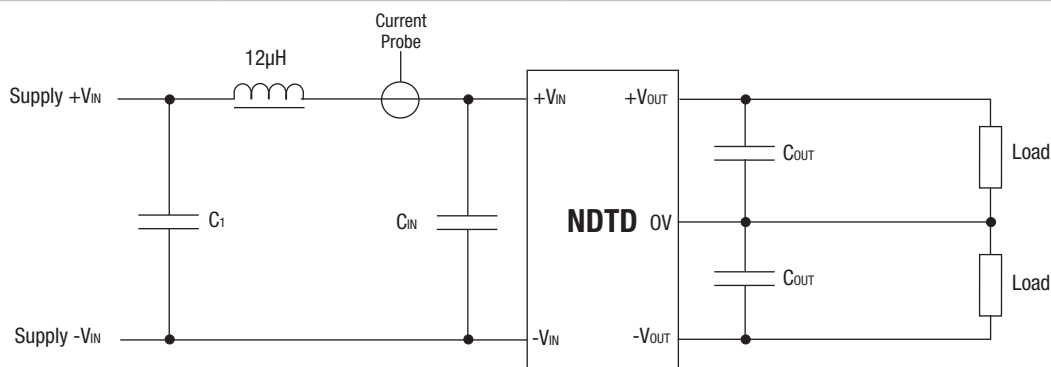 Current
Probe
12µH
Supply +VIN
+VIN
+VOUT
COUT
Load
C1
CIN
NDTD 0V
COUT
Load
Supply -VIN
-VIN
-VOUT